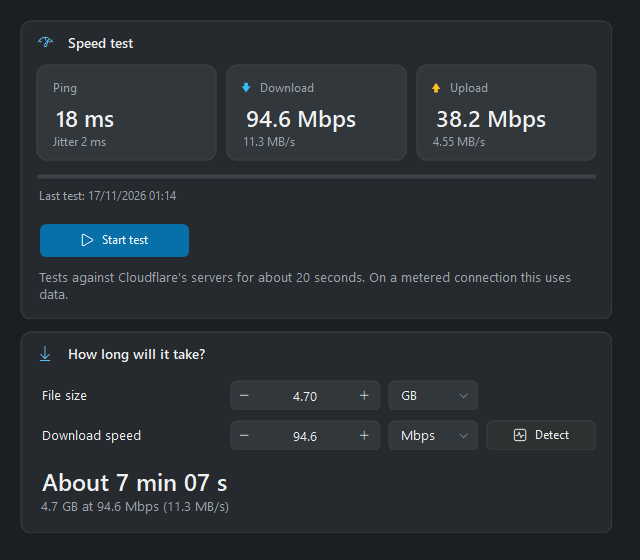 Speed test
Ping
18 ms
Jitter 2 ms
Download
94.6 Mbps
11.3 MB/s
Upload
38.2 Mbps
4.55 MB/s
Last test: 17/11/2026 01:14
Start test
Tests against Cloudflare's servers for about 20 seconds. On a metered connection this uses
data.
How long will it take?
File size
− 4.70 +
GB
Download speed
− 94.6 +
Mbps
Detect
About 7 min 07 s
4.7 GB at 94.6 Mbps (11.3 MB/s)